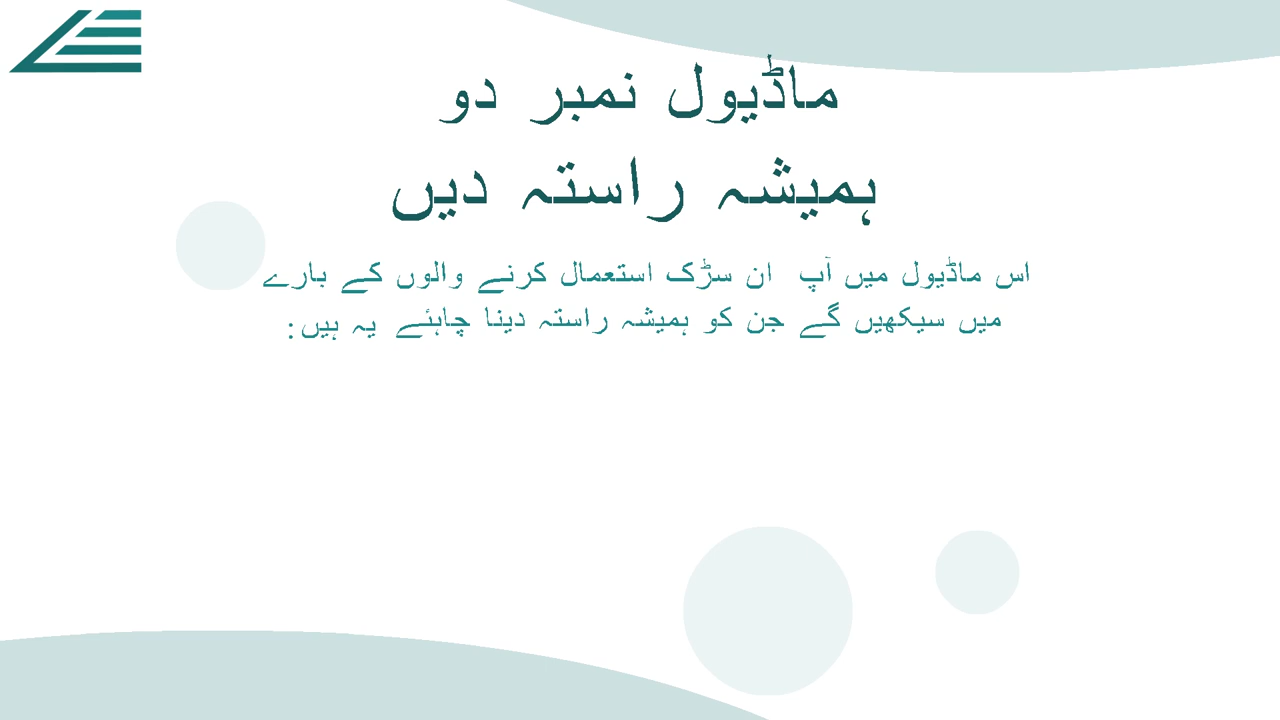 ماڈیول نمبر دو
ہمیشہ راستہ دیں
اس ماڈیول میں آپ ان سڑک استعمال کرنے والوں کے بارے
میں سیکھیں گے جن کو ہمیشہ راستہ دینا چاہئے یہ ہیں: